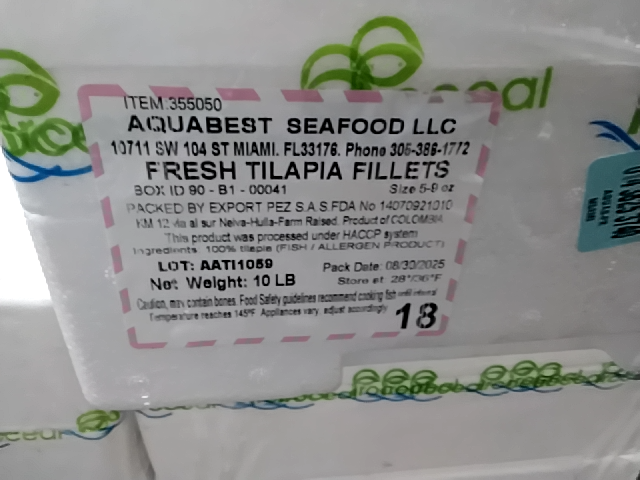 ITEM.355050
AQUABEST SEAFOOD LLC
10711 SW 104 ST MIAMI. FL33176. Phone 305-386-1772
FRESH TILAPIA FILLETS
BOX ID 90 - B1 - 00041 Size 5-9 oz
PACKED BY EXPORT PEZ S.A.S.FDA No 14070921010
KM 12 via al sur Neiva-Huila-Farm Raised. Product of COLOMBIA
This product was processed under HACCP system
Ingredients: 100% tilapia (FISH / ALLERGEN PRODUCT)
LOT: AATI1059 Pack Date: 08/30/2025
Net Weight: 10 LB Store at: 28°/36°F
Caution, may contain bones. Food Safety guidelines recommend cooking fish until internal
Temperature reaches 145°F. Appliances vary, adjust accordingly
18